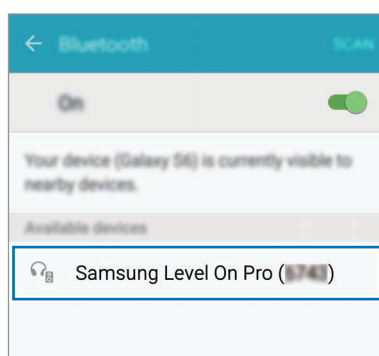 Bluetooth
SCAN
On
Your device (Galaxy S6) is currently visible to
nearby devices.
Available devices
Samsung Level On Pro ( )